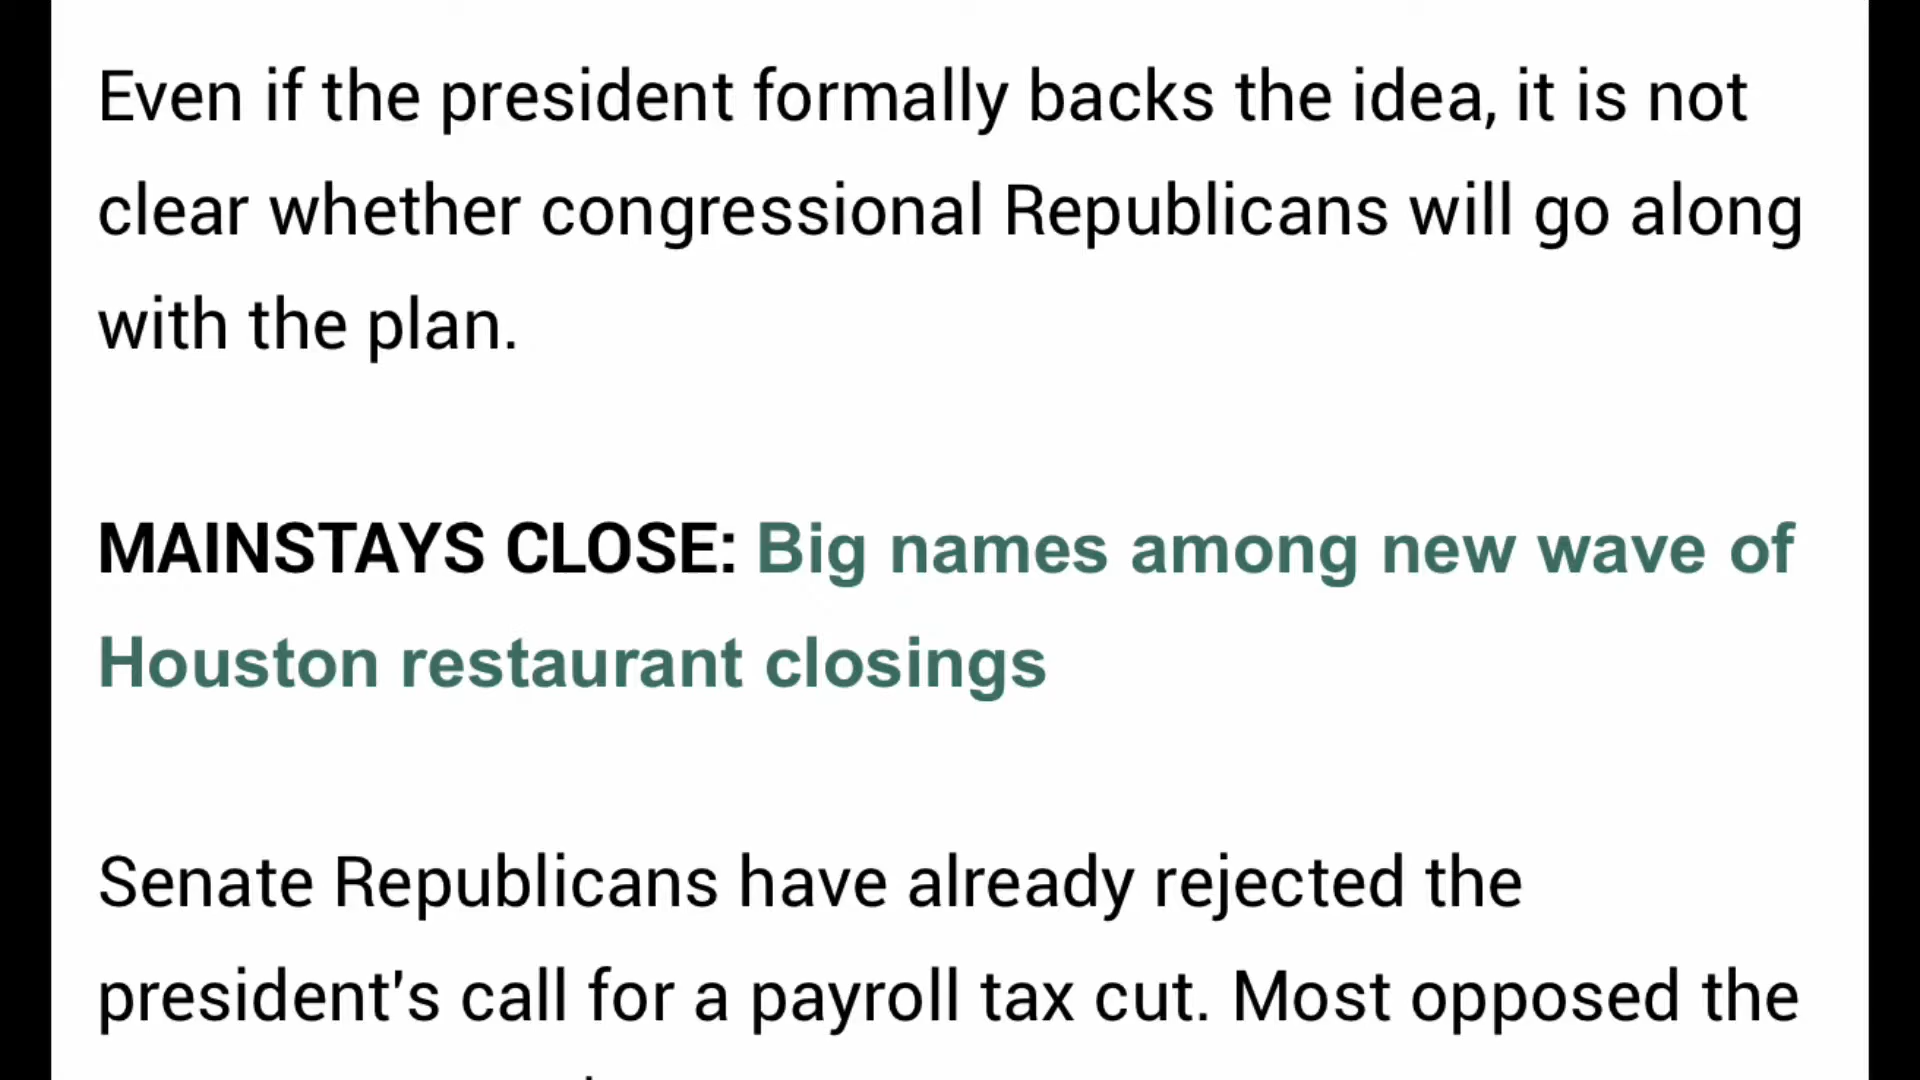 Even if the president formally backs the idea, it is not
clear whether congressional Republicans will go along
with the plan.
MAINSTAYS CLOSE: Big names among new wave of
Houston restaurant closings
Senate Republicans have already rejected the
president's call for a payroll tax cut. Most opposed the